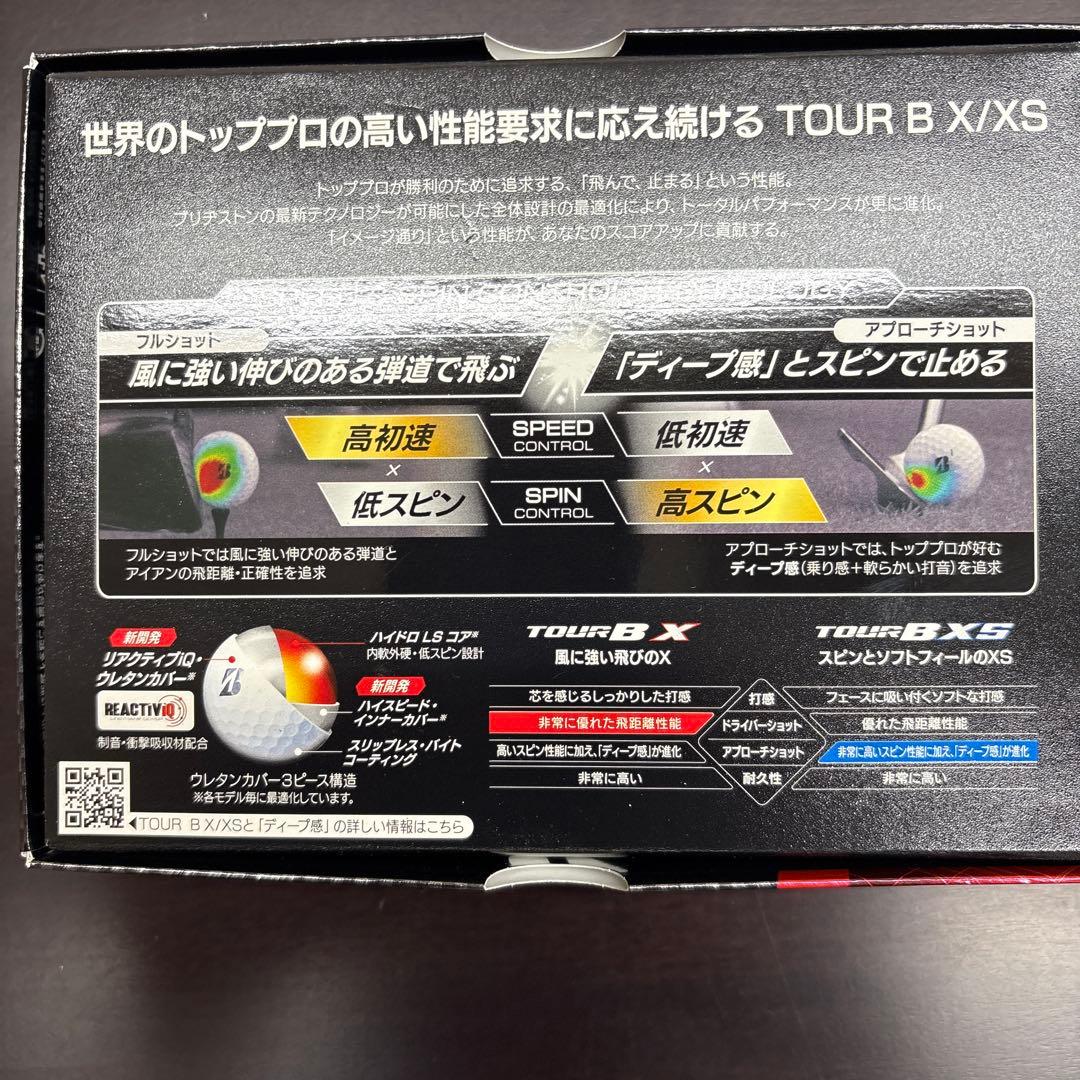 世界のトッププロの高い性能要求に応え続ける TOUR B X/XS
トッププロが勝利のために追求する、「飛んで、止まる」という性能。
ブリヂストンの最新テクノロジーが可能にした全体設計の最適化により、トータルパフォーマンスが更に進化。
「イメージ通り」という性能が、あなたのスコアアップに貢献する。
フルショット
アプローチショット
風に強い伸びのある弾道で飛ぶ
「ディープ感」とスピンで止める
高初速
SPEED
CONTROL
低初速
×
×
低スピン
SPIN
CONTROL
高スピン
フルショットでは風に強い伸びのある弾道と
アイアンの飛距離・正確性を追求
アプローチショットでは、トッププロが好む
ディープ感(乗り感+軟らかい打音)を追求
新開発
リアクティブiQ・
ウレタンカバー※
REACTIV iQ
制音・衝撃吸収材配合
B
ハイドロ LS コア※
内軟外硬・低スピン設計
新開発
ハイスピード・
インナーカバー※
スリップレス・バイト
コーティング
ウレタンカバー3ピース構造
※各モデル毎に最適化しています。
◀TOUR B X/XSと「ディープ感」の詳しい情報はこちら
TOUR B X
風に強い飛びのX
TOUR B XS
スピンとソフトフィールのXS
芯を感じるしっかりした打感
打感
フェースに吸い付くソフトな打感
非常に優れた飛距離性能
ドライバーショット
優れた飛距離性能
高いスピン性能に加え、「ディープ感」が進化
アプローチショット
非常に高いスピン性能に加え、「ディープ感」が進化
非常に高い
耐久性
非常に高い